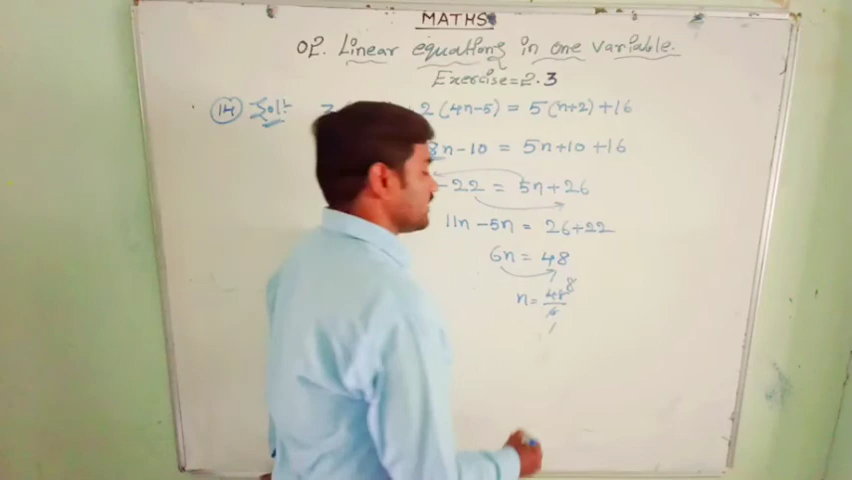 MATHS
02. Linear equations in one variable.
Exercise=2.3
14 Sol: 3 2(4n-5) = 5(n+2)+16
8n-10 = 5n+10+16
-22 = 5n+26
11n-5n = 26+22
6n = 48
n = 48/6 8
1